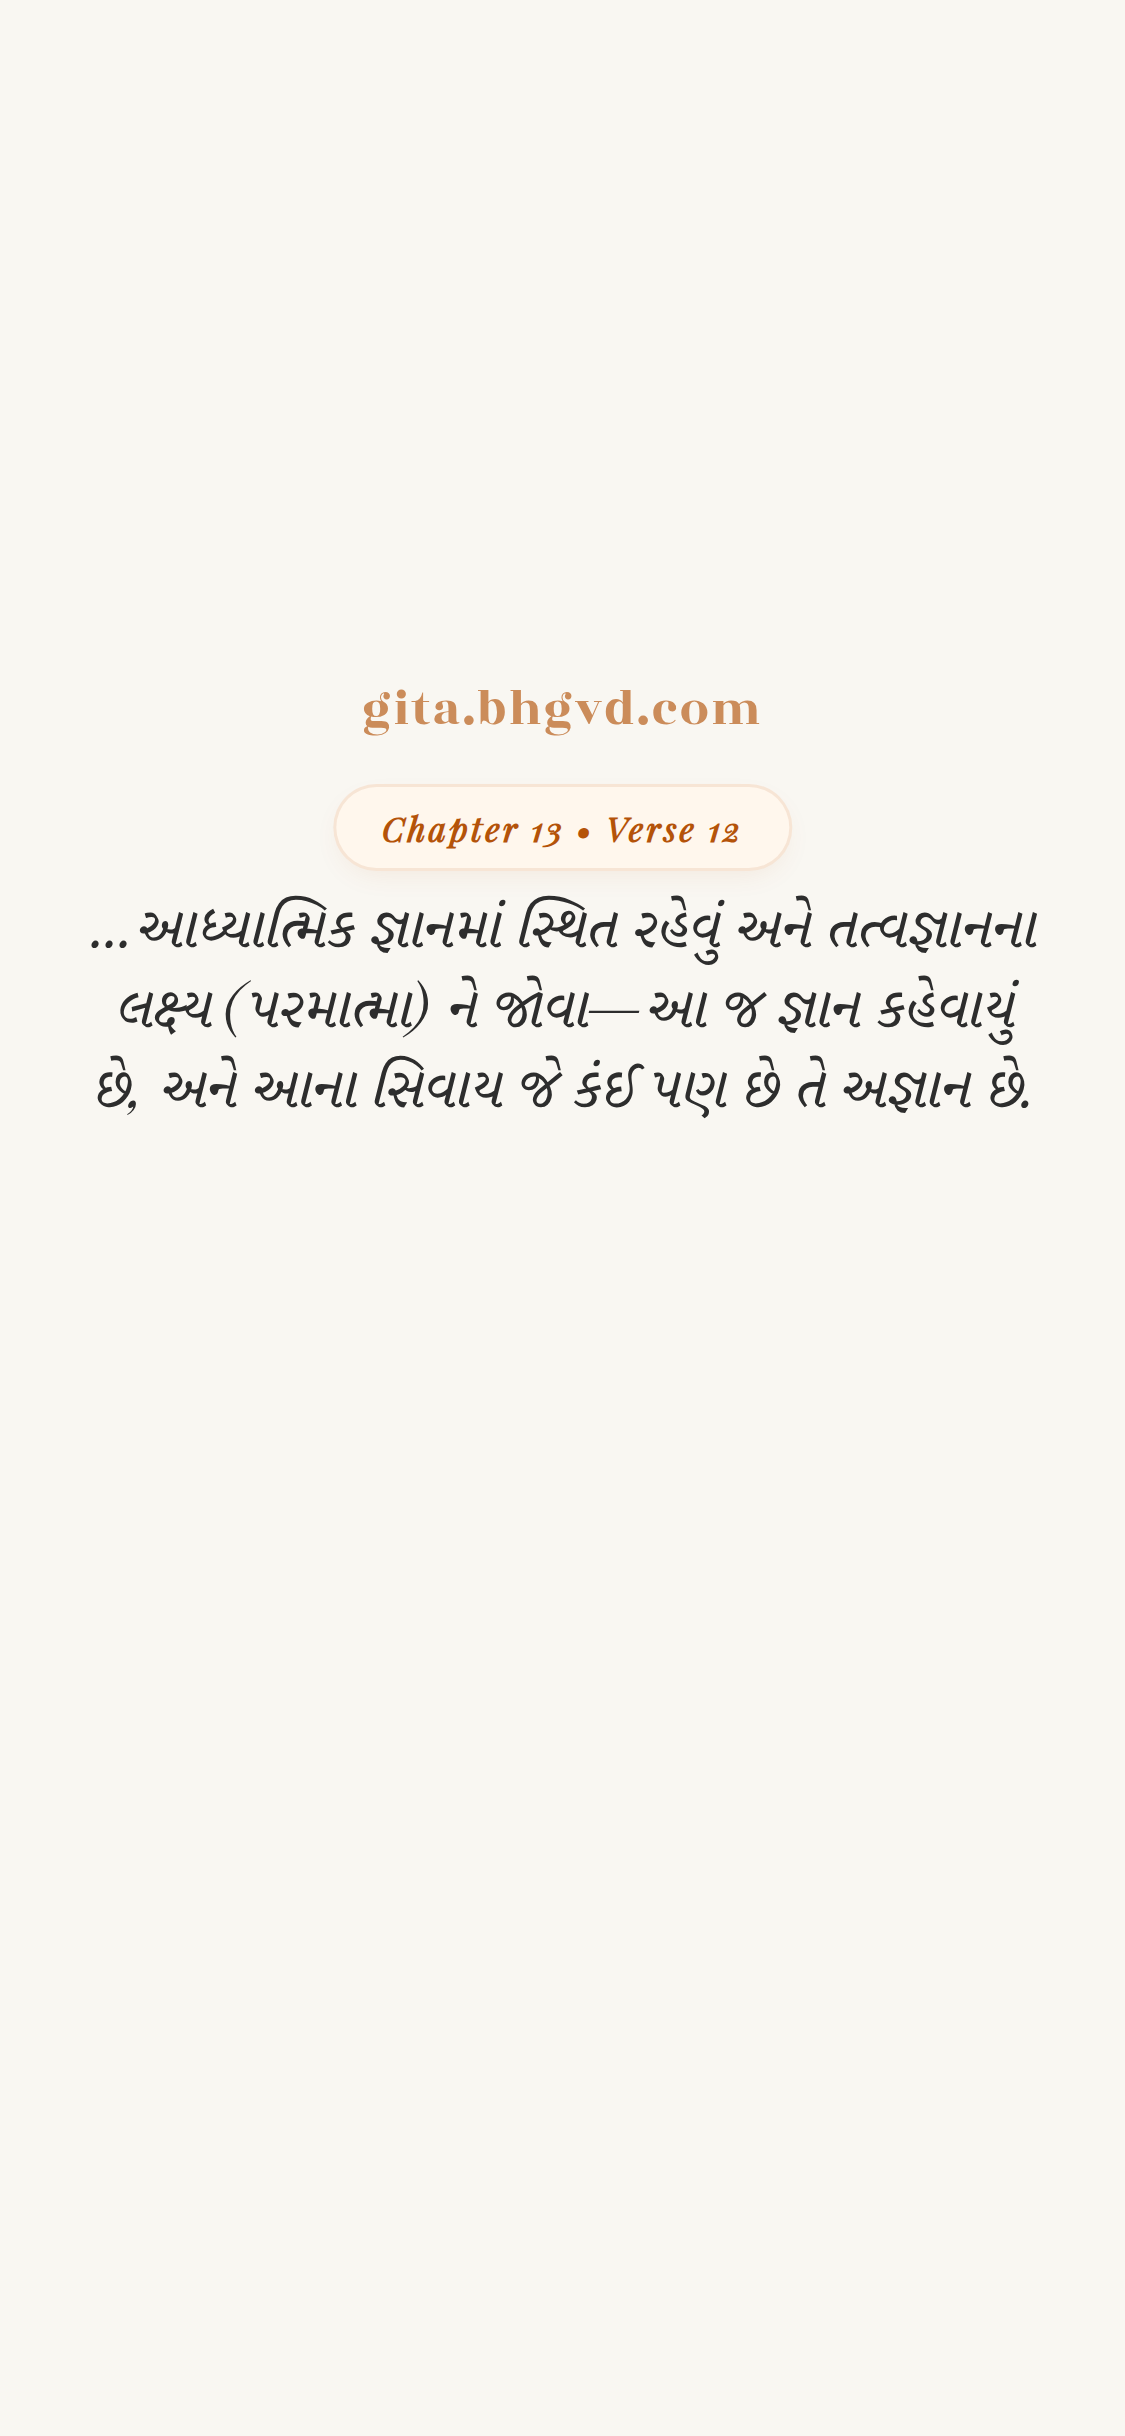 gita.bhgvd.com
Chapter 13 • Verse 12
...આધ્યાત્મિક જ્ઞાનમાં સ્થિત રહેવું અને તત્વજ્ઞાનના
લક્ષ્ય (પરમાત્મા) ને જોવા—આ જ જ્ઞાન કહેવાયું
છે, અને આના સિવાય જે કંઈ પણ છે તે અજ્ઞાન છે.